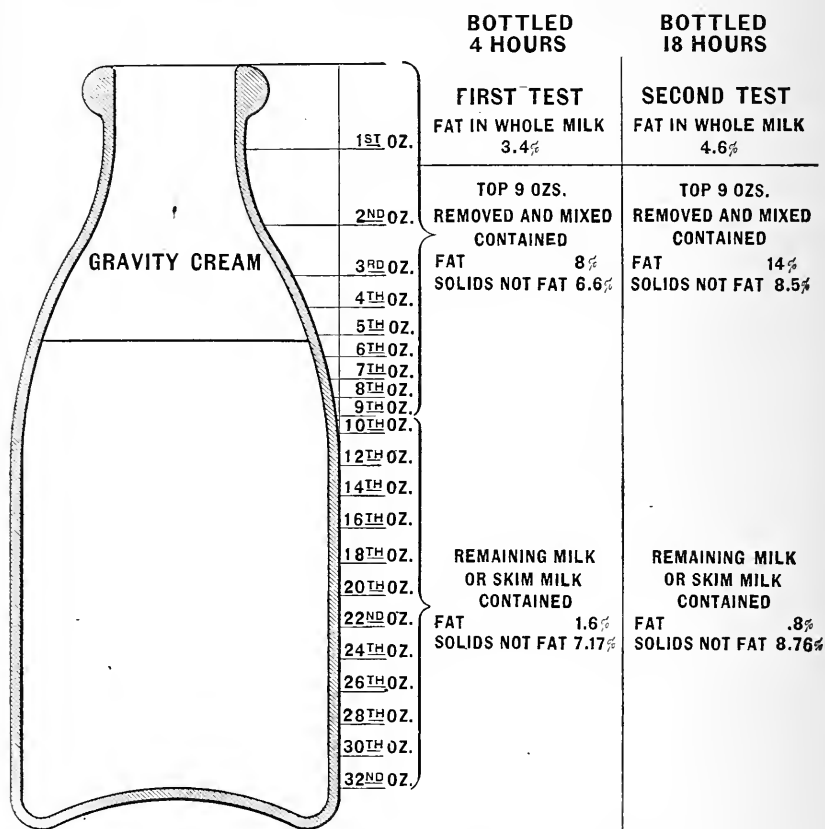 BOTTLED
4 HOURS
BOTTLED
18 HOURS
FIRST TEST
FAT IN WHOLE MILK
3.4%
SECOND TEST
FAT IN WHOLE MILK
4.6%
TOP 9 OZS.
REMOVED AND MIXED
CONTAINED
FAT 8%
SOLIDS NOT FAT 6.6%
TOP 9 OZS.
REMOVED AND MIXED
CONTAINED
FAT 14%
SOLIDS NOT FAT 8.5%
GRAVITY CREAM
1ST OZ.
2ND OZ.
3RD OZ.
4TH OZ.
5TH OZ.
6TH OZ.
7TH OZ.
8TH OZ.
9TH OZ.
10TH OZ.
12TH OZ.
14TH OZ.
16TH OZ.
18TH OZ.
20TH OZ.
22ND OZ.
24TH OZ.
26TH OZ.
28TH OZ.
30TH OZ.
32ND OZ.
REMAINING MILK
OR SKIM MILK
CONTAINED
FAT 1.6%
SOLIDS NOT FAT 7.17%
REMAINING MILK
OR SKIM MILK
CONTAINED
FAT .8%
SOLIDS NOT FAT 8.76%